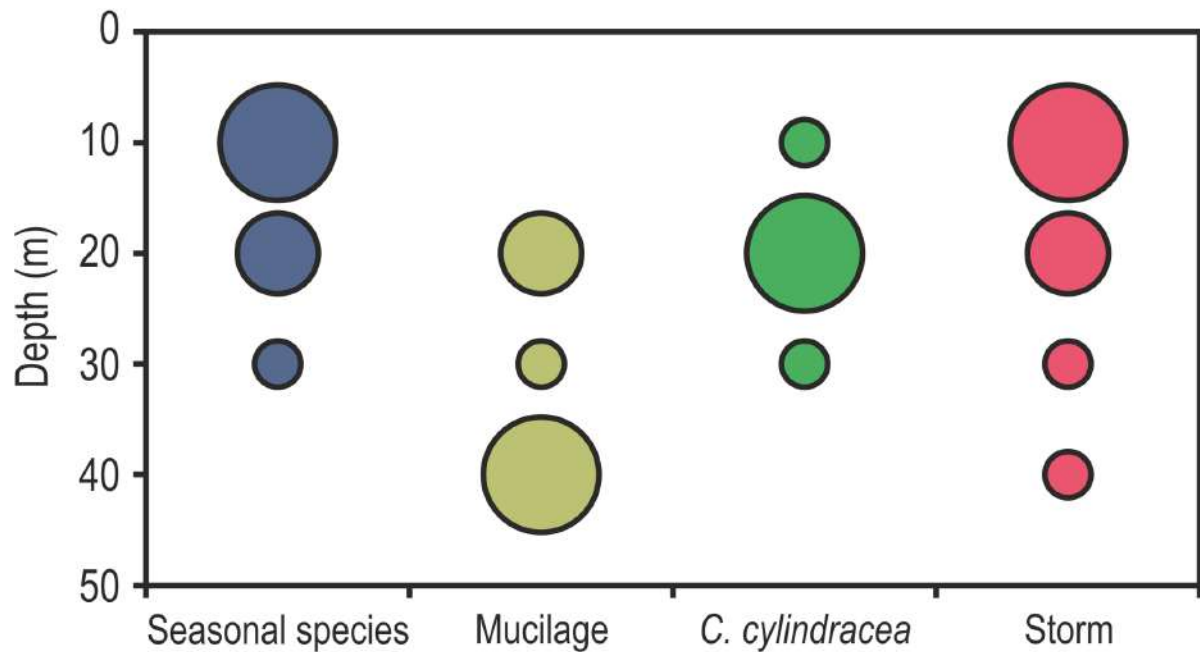 0
10
20
30
40
50
Depth (m)
Seasonal species
Mucilage
C. cylindracea
Storm